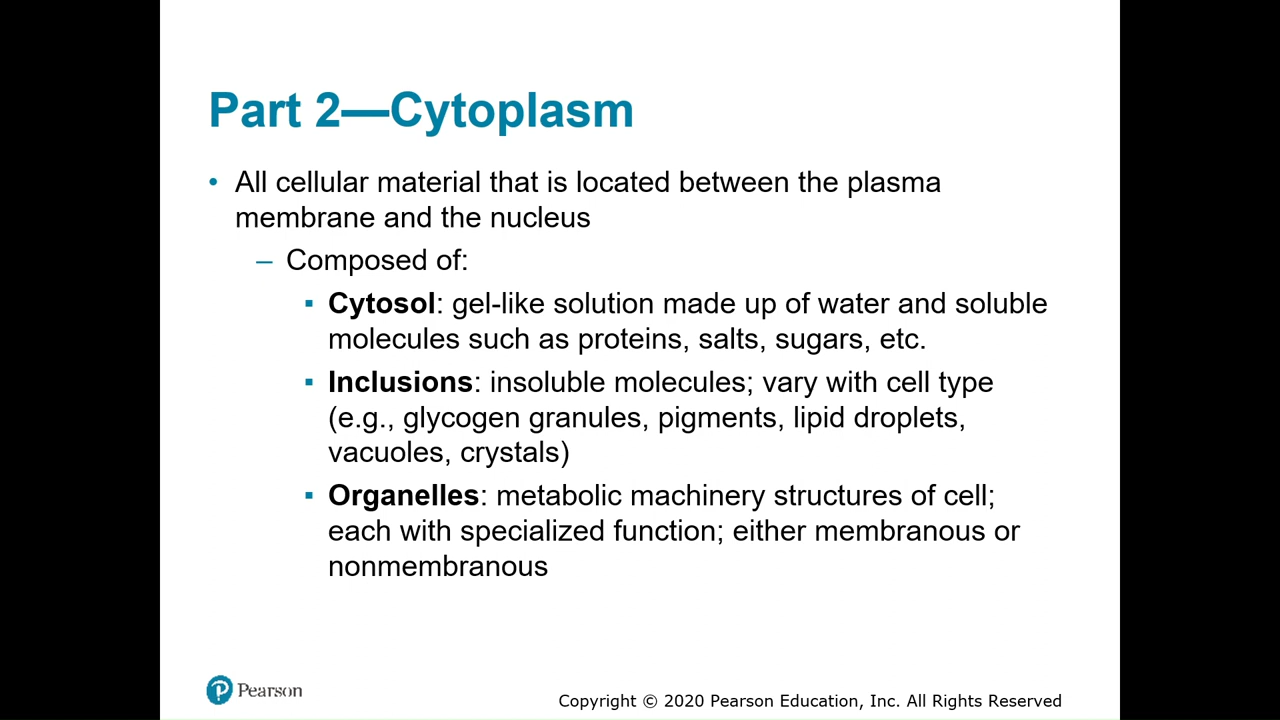 Part 2—Cytoplasm
• All cellular material that is located between the plasma
membrane and the nucleus
– Composed of:
▪ Cytosol: gel-like solution made up of water and soluble
molecules such as proteins, salts, sugars, etc.
▪ Inclusions: insoluble molecules; vary with cell type
(e.g., glycogen granules, pigments, lipid droplets,
vacuoles, crystals)
▪ Organelles: metabolic machinery structures of cell;
each with specialized function; either membranous or
nonmembranous
P Pearson
Copyright © 2020 Pearson Education, Inc. All Rights Reserved